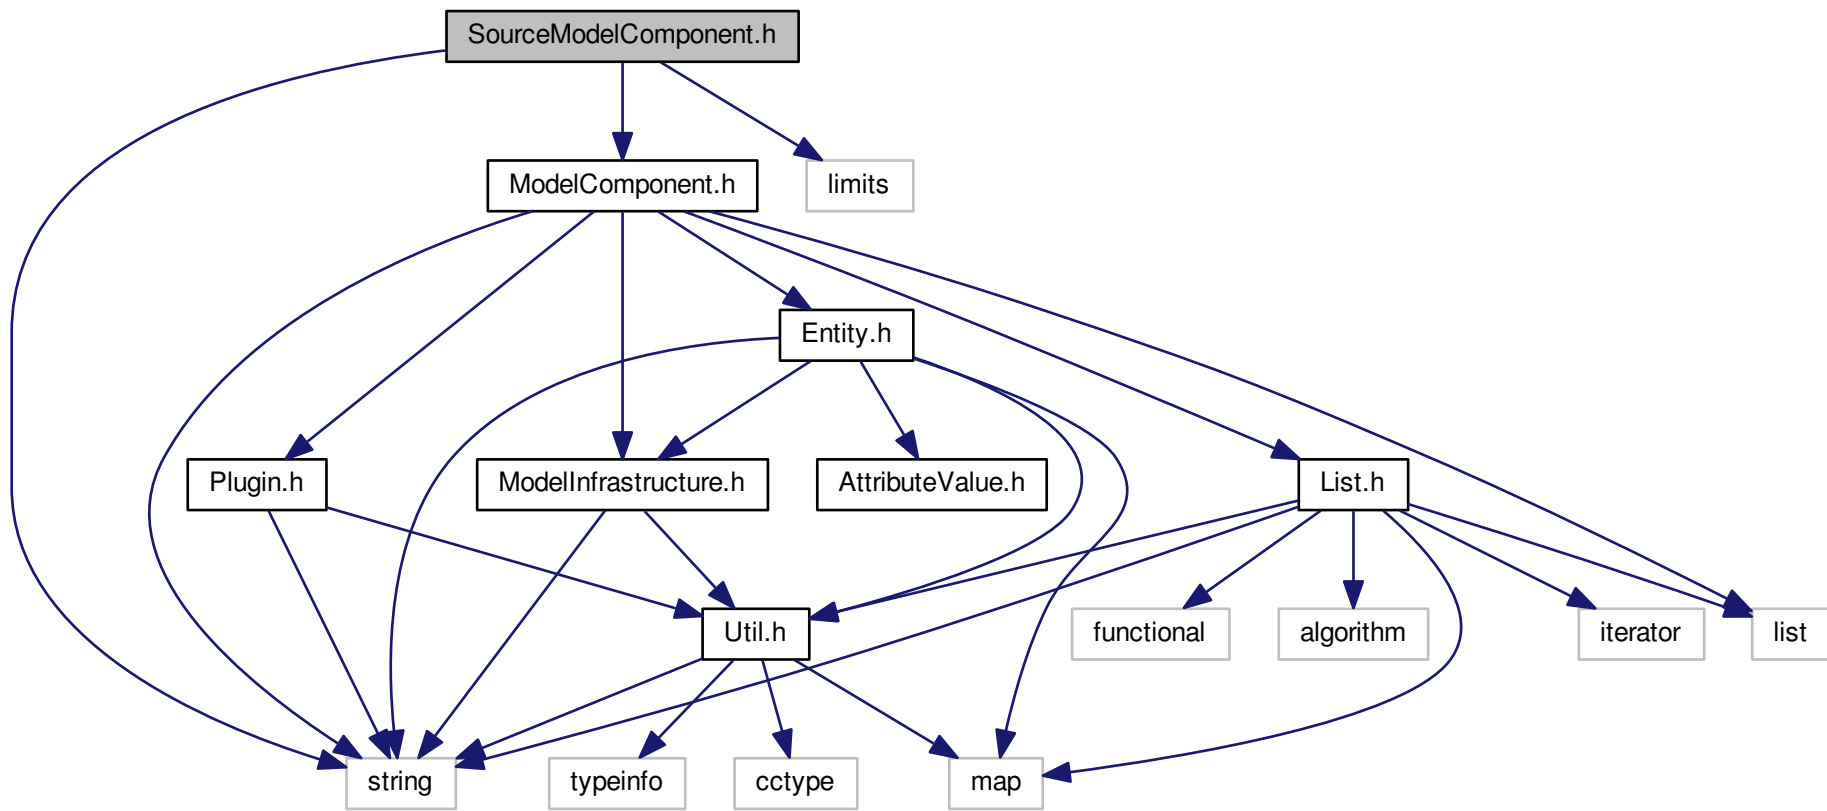 SourceModelComponent.h
ModelComponent.h
limits
Entity.h
Plugin.h
ModelInfrastructure.h
AttributeValue.h
List.h
Util.h
functional
algorithm
iterator
list
string
typeinfo
cctype
map